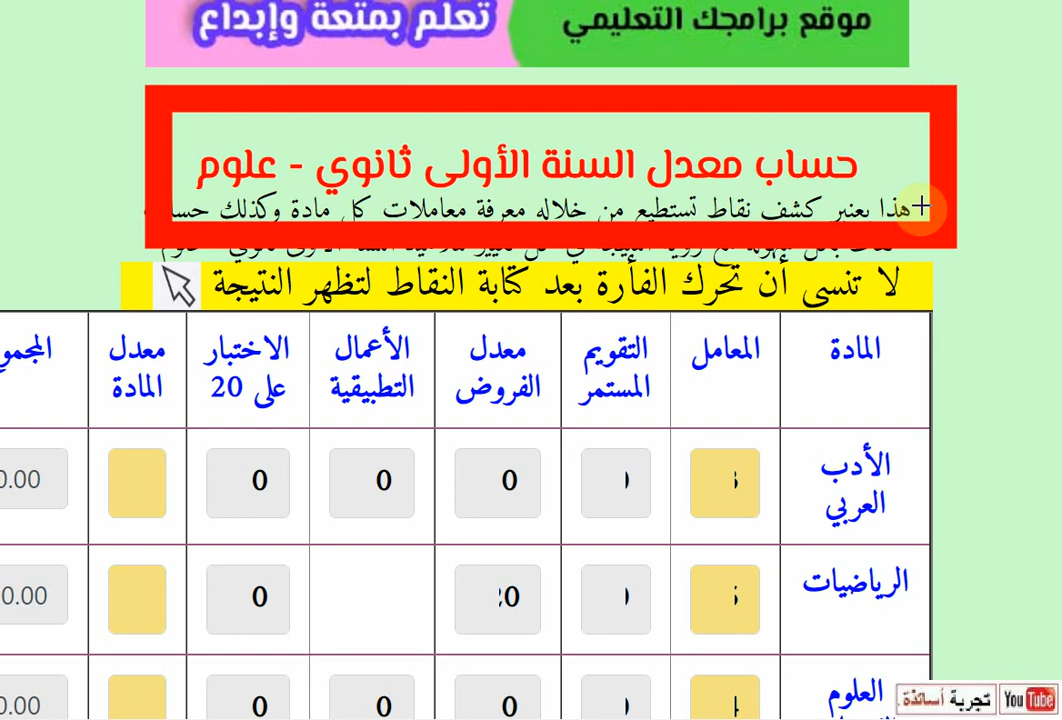 موقع برامجك التعليمي
تعلم بمتعة وإبداع
حساب معدل السنة الأولى ثانوي - علوم
هذا يعتبر كشف نقاط تستطيع من خلاله معرفة معاملات كل مادة وكذلك
لا تنسى أن تحرك الفأرة بعد كتابة النقاط لتظهر النتيجة
المادة المعامل التقويم المستمر معدل الفروض الأعمال التطبيقية الاختبار على 20 معدل المادة
الأدب العربي 0 0 0
الرياضيات 0 0.00
العلوم 0 0 0
تجربة أساتذة
YouTube